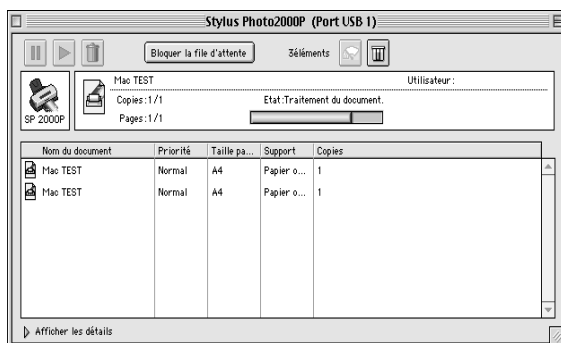 Stylus Photo2000P (Port USB 1)
Bloquer la file d'attente 3éléments
Mac TEST Utilisateur :
Copies:1/1 Etat:Traitement du document.
SP 2000P Pages:1/1
Nom du document Priorité Taille pa... Support Copies
Mac TEST Normal A4 Papier o... 1
Mac TEST Normal A4 Papier o... 1
Afficher les détails